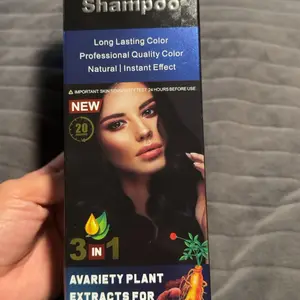 Shampoo
Long Lasting Color
Professional Quality Color
Natural | Instant Effect
⚠ IMPORTANT SKIN TEST 24 HOURS BEFORE USE
NEW
20
3 IN 1
AVARIETY PLANT
EXTRACTS FOR